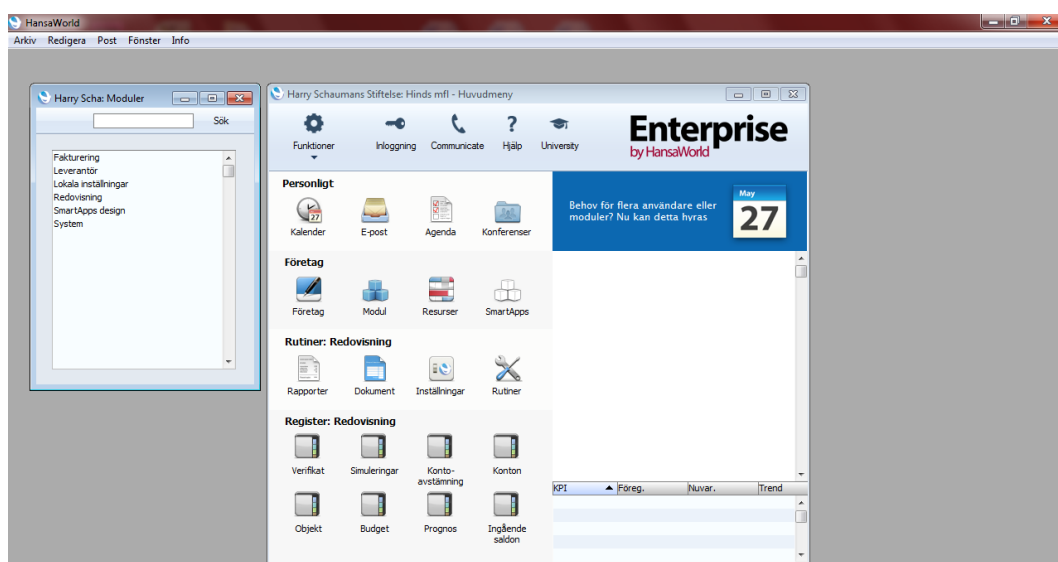 HansaWorld
Arkiv Redigera Post Fönster Info
Harry Scha: Moduler
Sök
Fakturering
Leverantör
Lokala inställningar
Redovisning
SmartApps design
System
Harry Schaumans Stiftelse: Hinds mfl - Huvudmeny
Funktioner Inloggning Communicate Hjälp University
Enterprise
by HansaWorld
Personligt
27
Kalender E-post Agenda Konferenser
Behov för flera användare eller
moduler? Nu kan detta hyras
May
27
Företag
Företag Modul Resurser SmartApps
Rutiner: Redovisning
Rapporter Dokument Inställningar Rutiner
Register: Redovisning
Verifikat Simuleringar Konto-
avstämning Konton
Objekt Budget Prognos Ingående
saldon
KPI Föreg. Nuvar. Trend